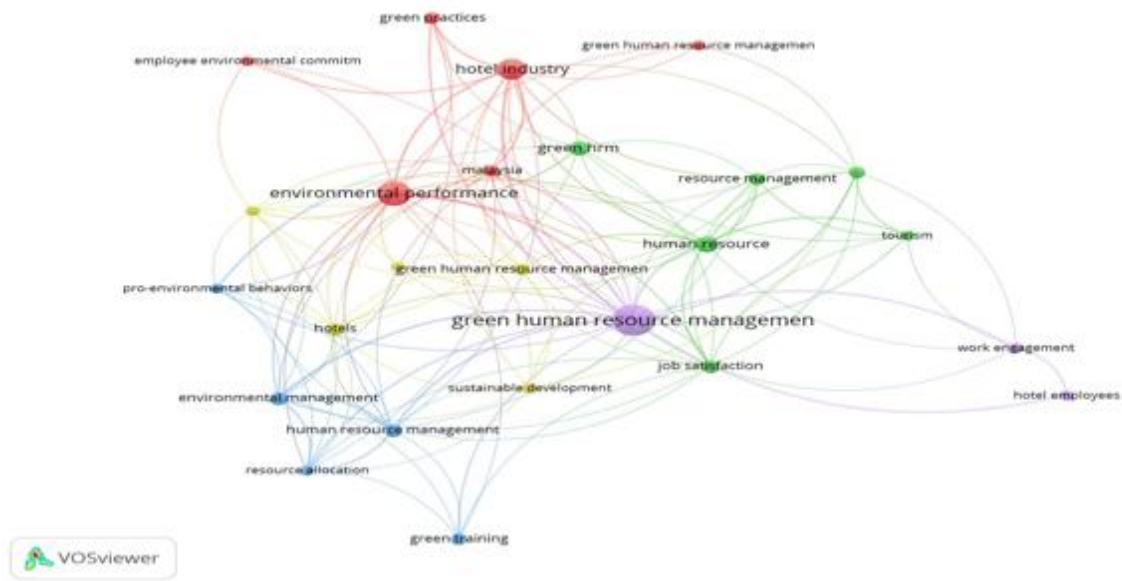 green practices
green human resource managemen
employee environmental commitm
hotel industry
green hrm
malaysia
resource management
environmental performance
tourism
human resource
green human resource managemen
pro-environmental behaviors
green human resource managemen
hotels
work engagement
job satisfaction
sustainable development
hotel employees
environmental management
human resource management
resource allocation
green training
VOSviewer